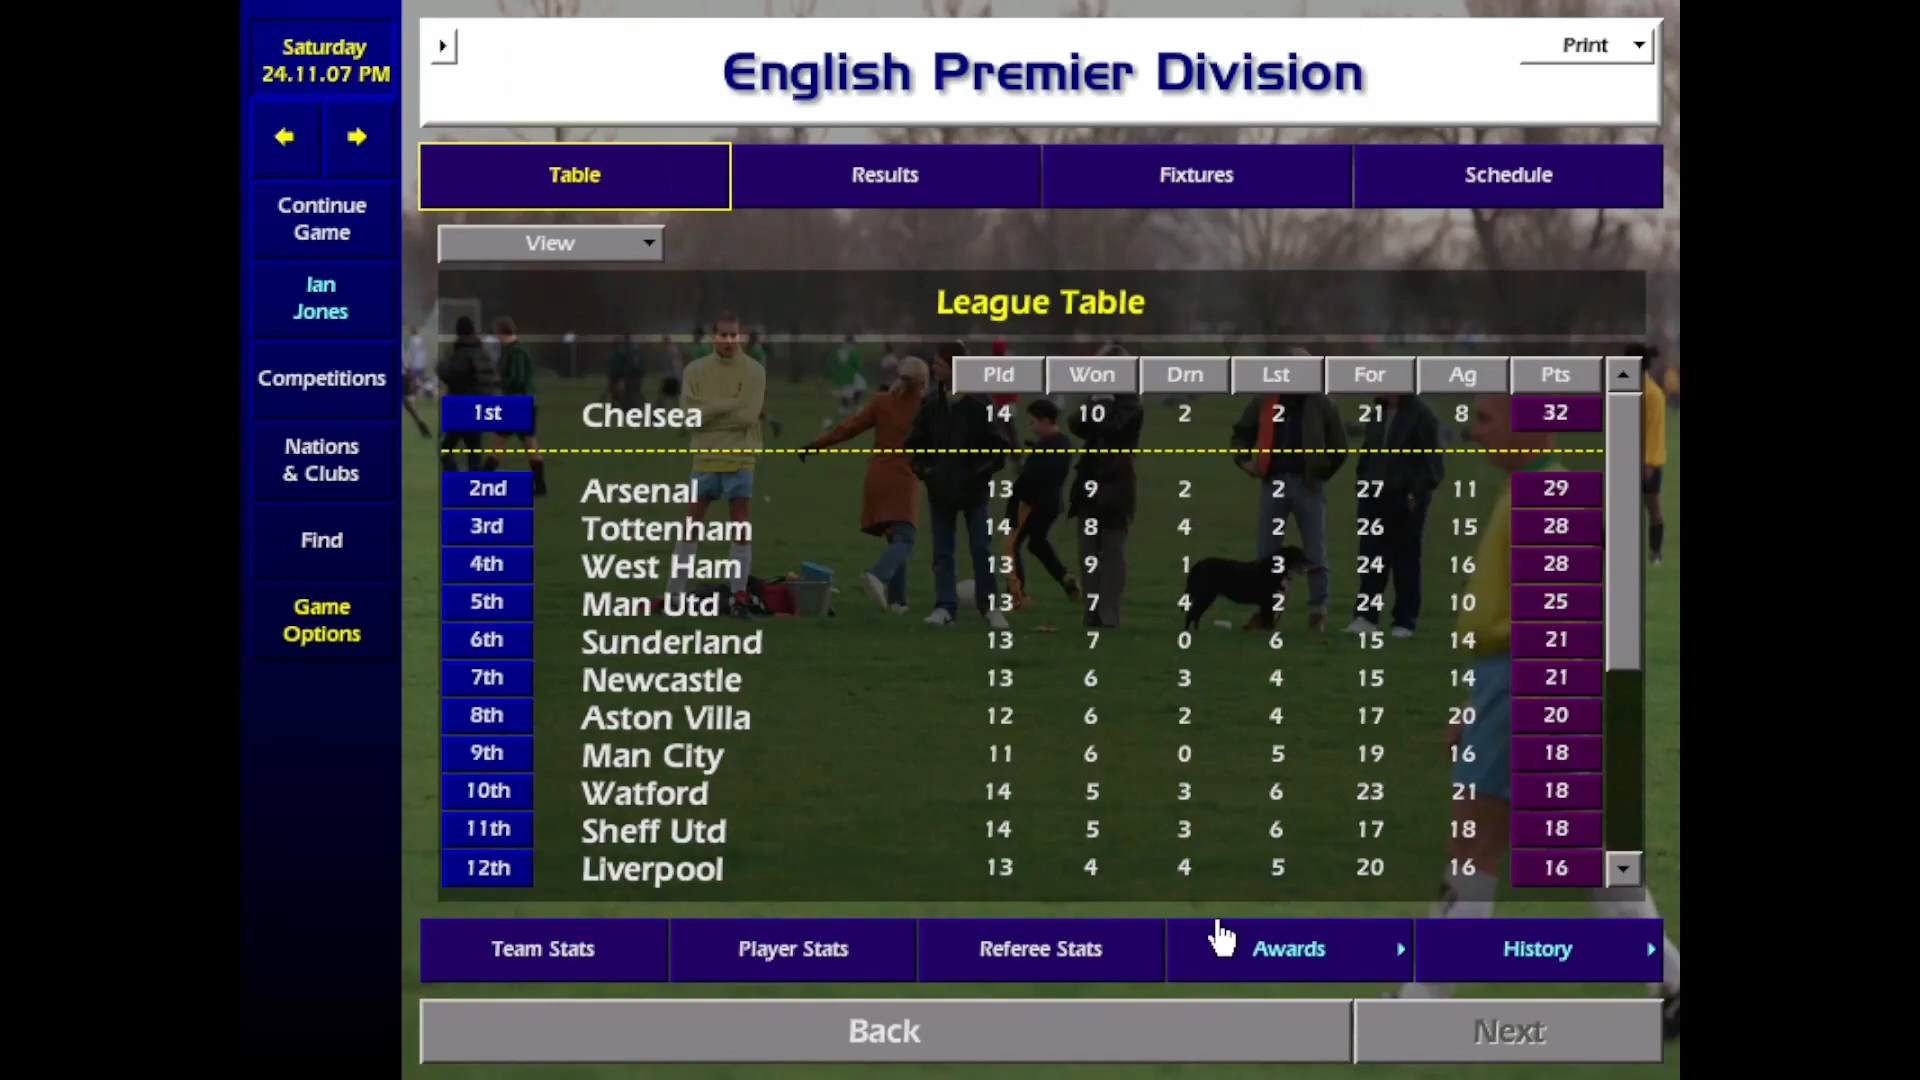 Saturday
24.11.07 PM
Continue
Game
Ian
Jones
Competitions
Nations
& Clubs
Find
Game
Options
English Premier Division
Print
Table Results Fixtures Schedule
View
League Table
Pld Won Drn Lst For Ag Pts
1st Chelsea 14 10 2 2 21 8 32
2nd Arsenal 13 9 2 2 27 11 29
3rd Tottenham 14 8 4 2 26 15 28
4th West Ham 13 9 1 3 24 16 28
5th Man Utd 13 7 4 2 24 10 25
6th Sunderland 13 7 0 6 15 14 21
7th Newcastle 13 6 3 4 15 14 21
8th Aston Villa 12 6 2 4 17 20 20
9th Man City 11 6 0 5 19 16 18
10th Watford 14 5 3 6 23 21 18
11th Sheff Utd 14 5 3 6 17 18 18
12th Liverpool 13 4 4 5 20 16 16
Team Stats Player Stats Referee Stats Awards History
Back Next